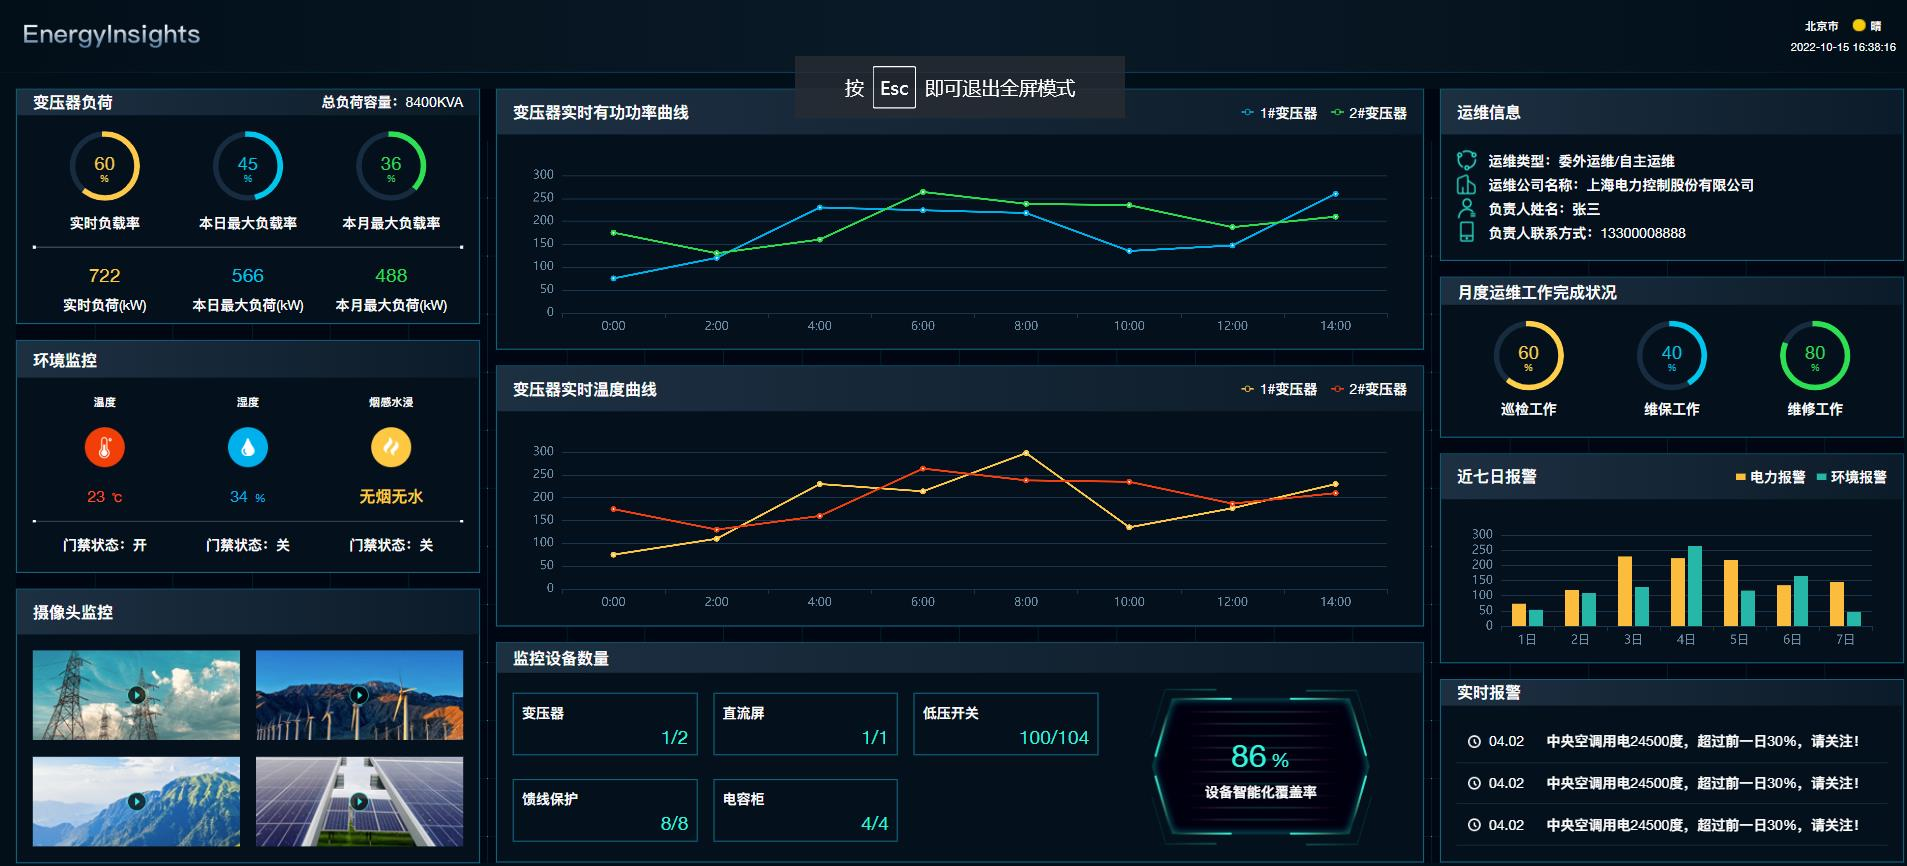 EnergyInsights
北京市 晴
2022-10-15 16:38:16
按 Esc 即可退出全屏模式
变压器负荷 总负荷容量：8400KVA
60 %
45 %
36 %
实时负载率 本日最大负载率 本月最大负载率
722 566 488
实时负荷(kW) 本日最大负荷(kW) 本月最大负荷(kW)
环境监控
温度 湿度 烟感水浸
23 ℃ 34 % 无烟无水
门禁状态：开 门禁状态：关 门禁状态：关
摄像头监控
变压器实时有功功率曲线 1#变压器 2#变压器
300
250
200
150
100
50
0
0:00 2:00 4:00 6:00 8:00 10:00 12:00 14:00
变压器实时温度曲线 1#变压器 2#变压器
300
250
200
150
100
50
0
0:00 2:00 4:00 6:00 8:00 10:00 12:00 14:00
监控设备数量
变压器 1/2
直流屏 1/1
低压开关 100/104
馈线保护 8/8
电容柜 4/4
86 %
设备智能化覆盖率
运维信息
运维类型：委外运维/自主运维
运维公司名称：上海电力控制股份有限公司
负责人姓名：张三
负责人联系方式：13300008888
月度运维工作完成状况
60 %
40 %
80 %
巡检工作 维保工作 维修工作
近七日报警 电力报警 环境报警
300
250
200
150
100
50
0
1日 2日 3日 4日 5日 6日 7日
实时报警
04.02 中央空调用电24500度，超过前一日30%，请关注！
04.02 中央空调用电24500度，超过前一日30%，请关注！
04.02 中央空调用电24500度，超过前一日30%，请关注！